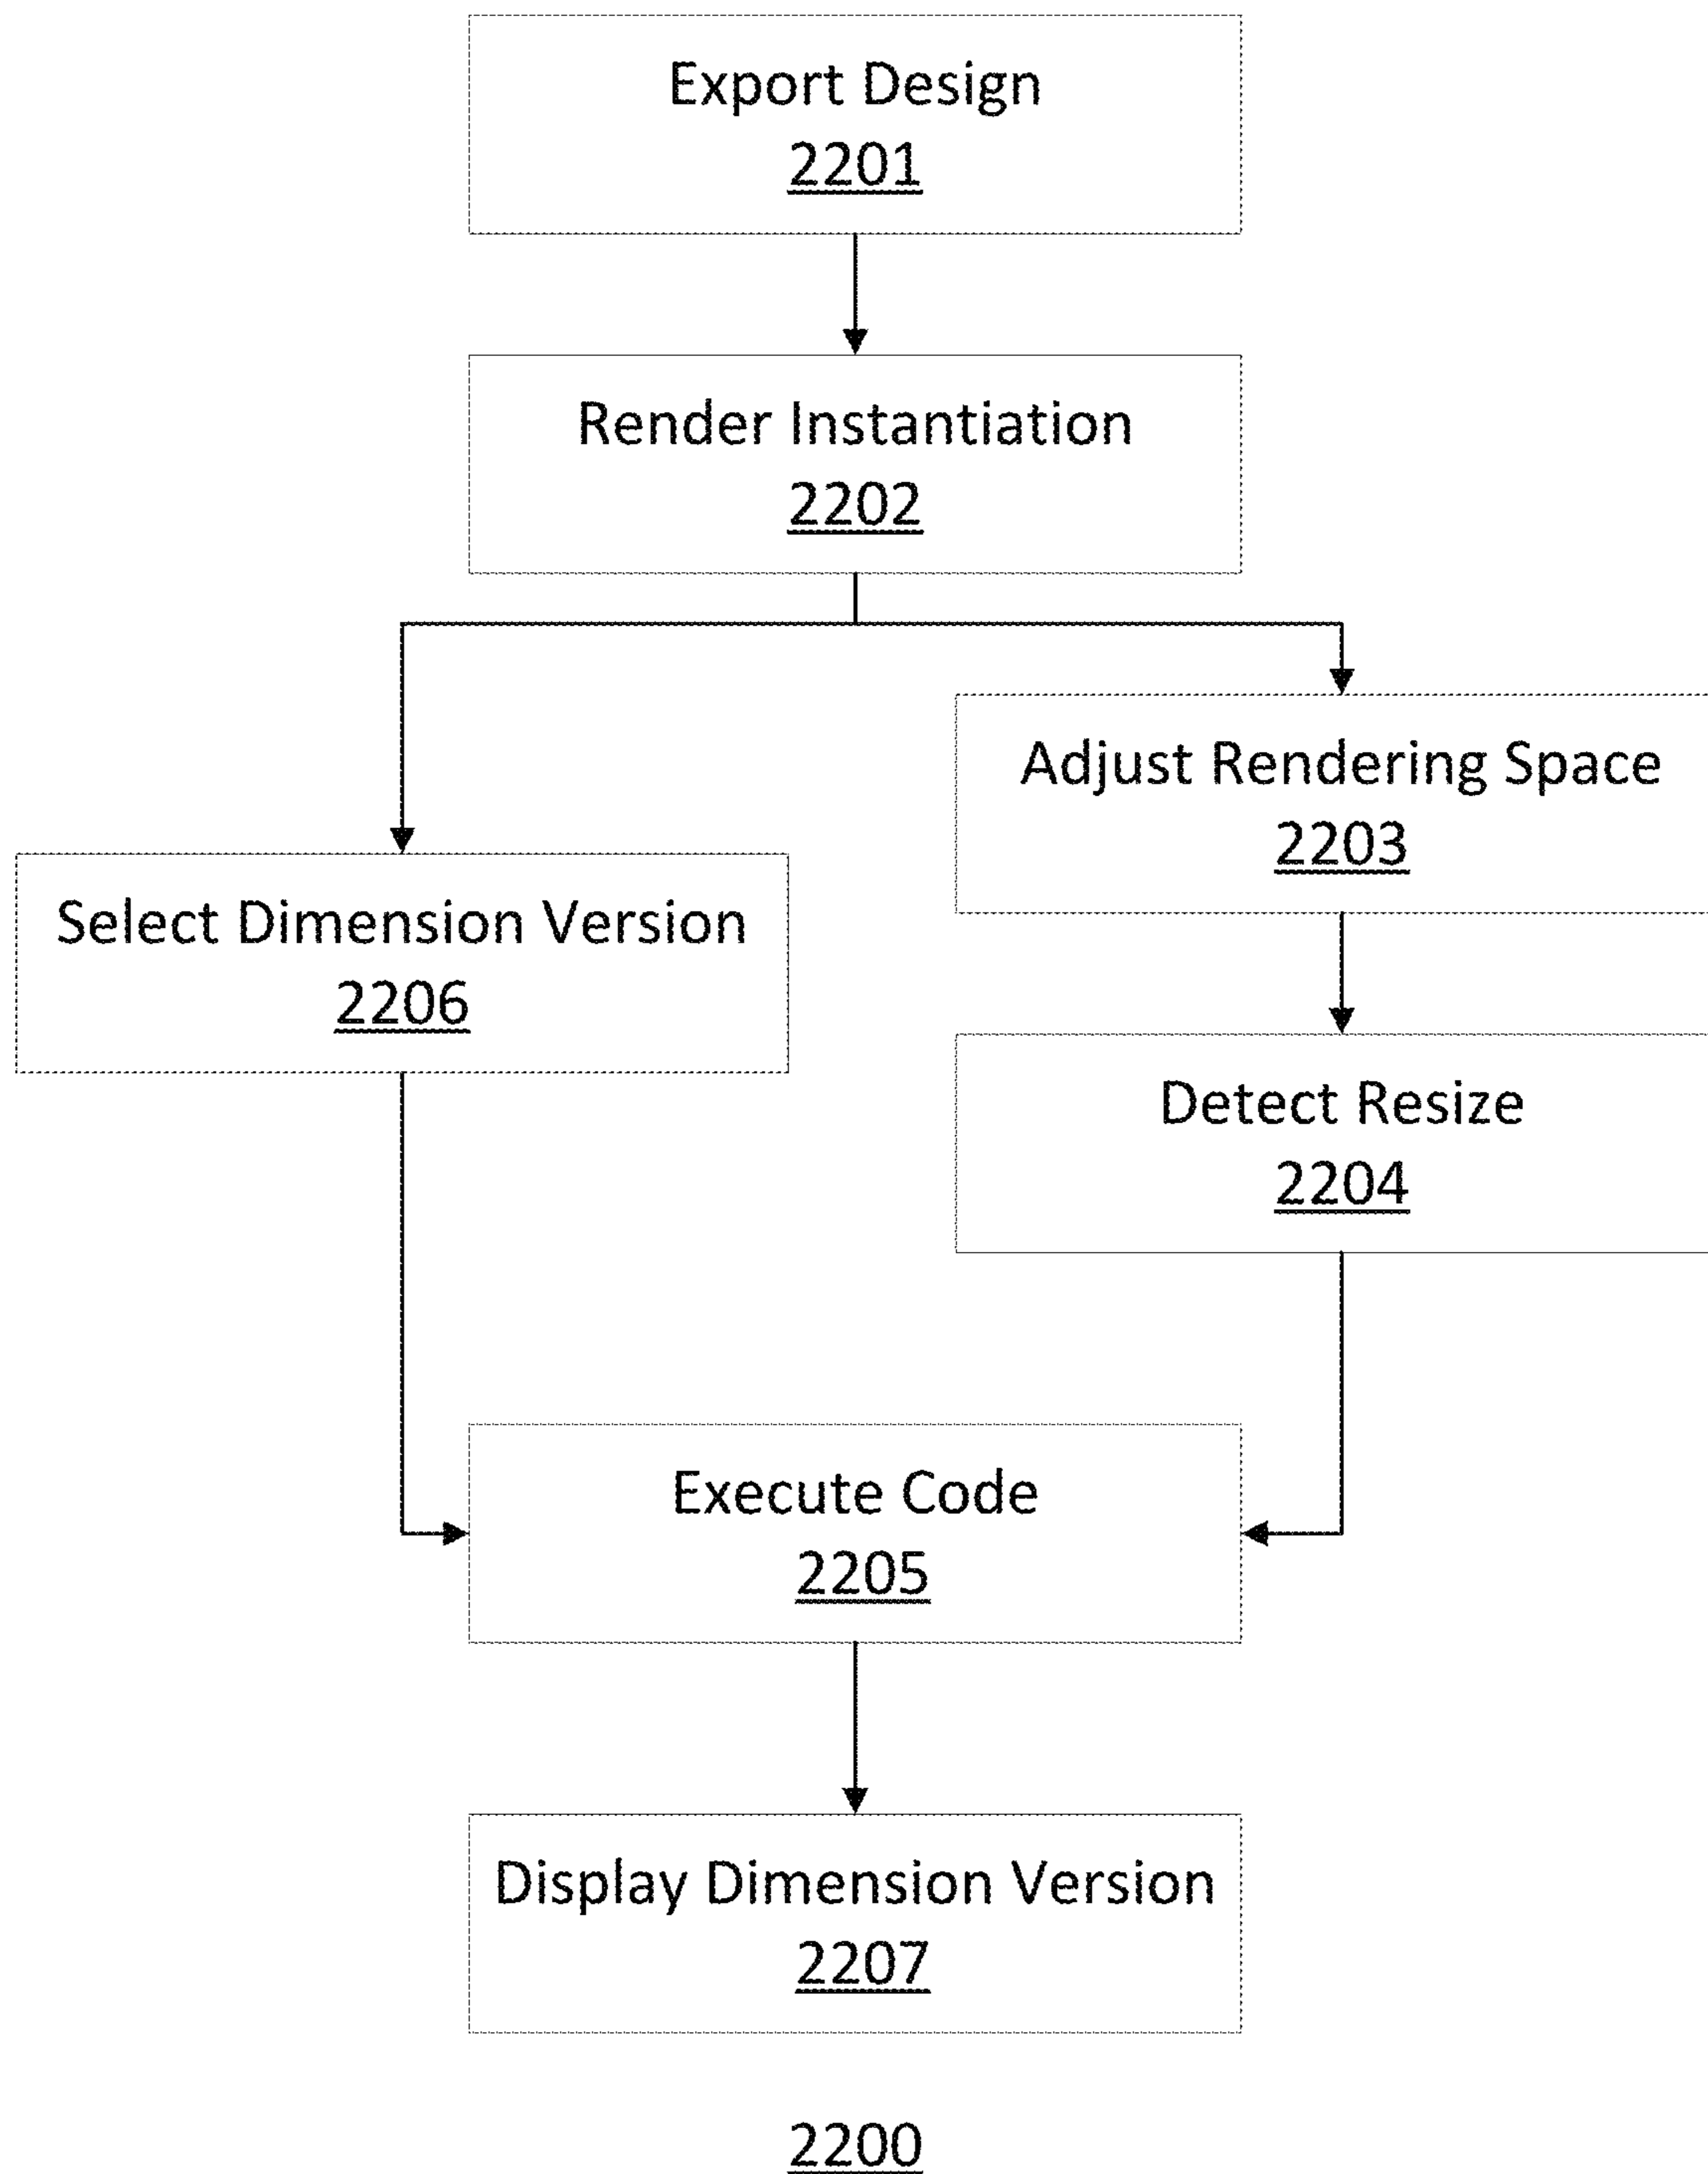 Export Design
2201
Render Instantiation
2202
Adjust Rendering Space
2203
Select Dimension Version
2206
Detect Resize
2204
Execute Code
2205
Display Dimension Version
2207
2200